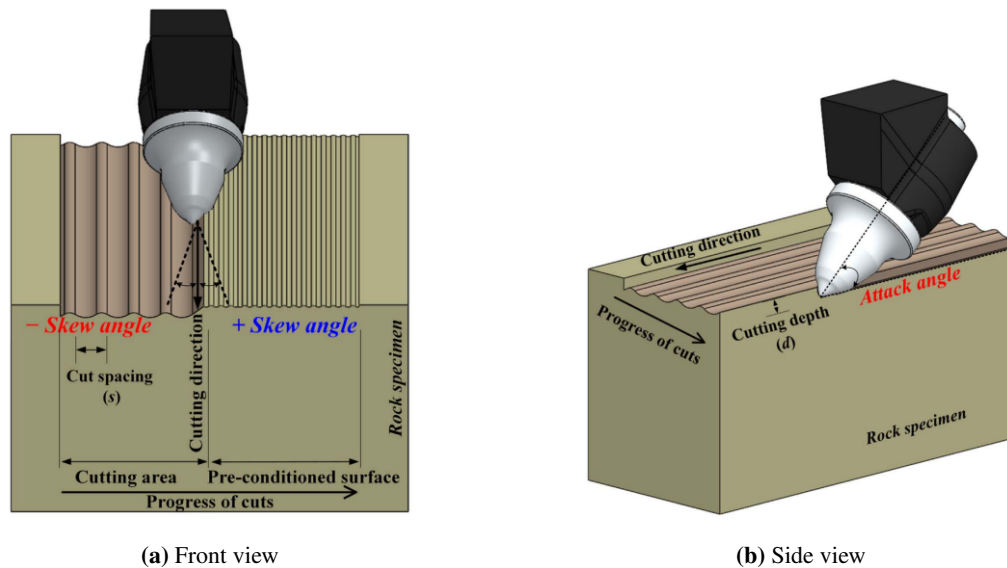 − Skew angle
+ Skew angle
Cut spacing
(s)
Cutting direction
Rock specimen
Cutting area
Pre-conditioned surface
Progress of cuts
(a) Front view
Cutting direction
Attack angle
Cutting depth
(d)
Progress of cuts
Rock specimen
(b) Side view